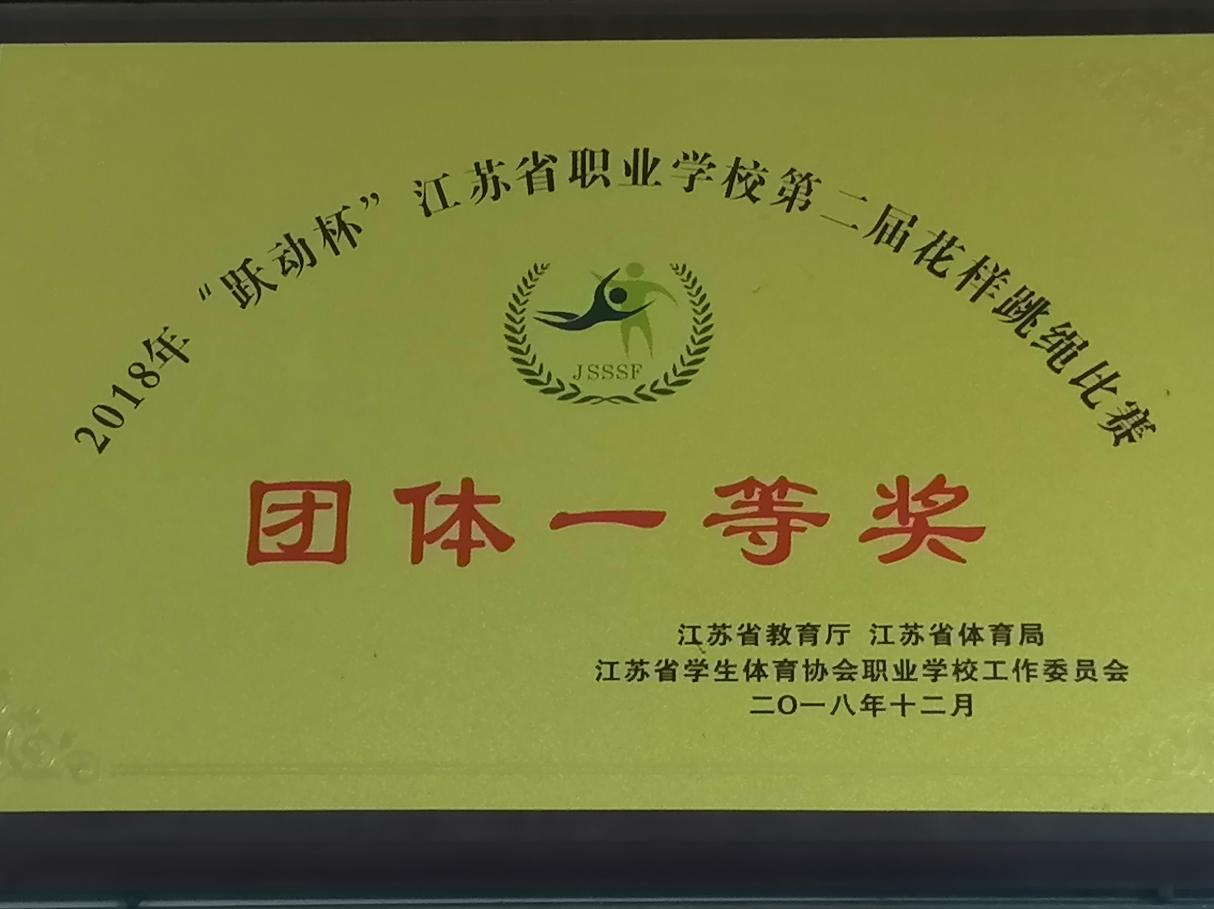 2018年“跃动杯”江苏省职业学校第二届花样跳绳比赛
JSSSF
团体一等奖
江苏省教育厅 江苏省体育局
江苏省学生体育协会职业学校工作委员会
二〇一八年十二月